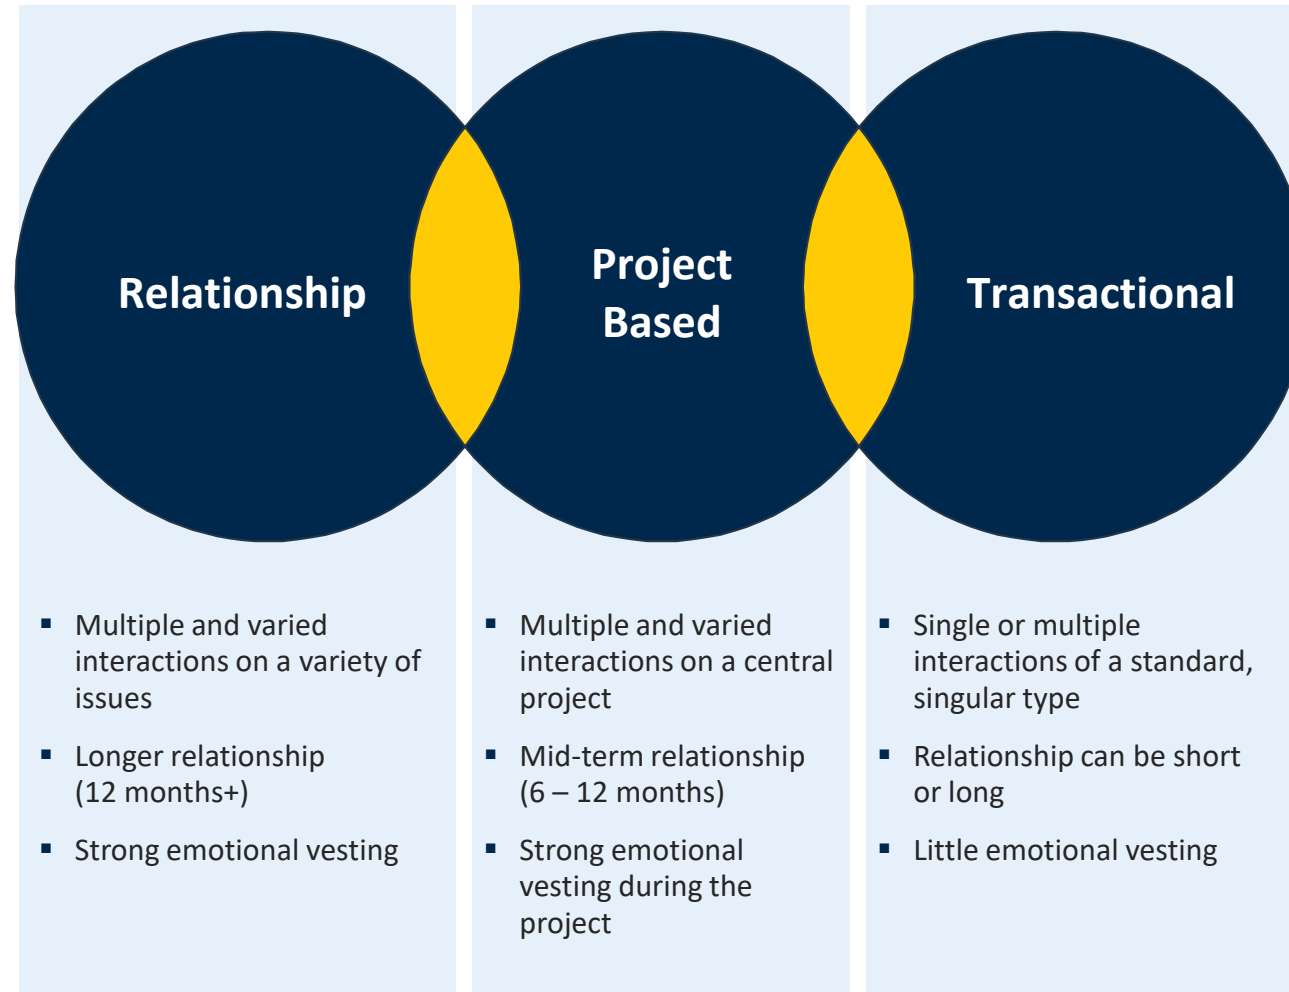 Relationship
Project
Based
Transactional
▪ Multiple and varied
interactions on a variety of
issues
▪ Longer relationship
(12 months+)
▪ Strong emotional vesting
▪ Multiple and varied
interactions on a central
project
▪ Mid-term relationship
(6 – 12 months)
▪ Strong emotional
vesting during the
project
▪ Single or multiple
interactions of a standard,
singular type
▪ Relationship can be short
or long
▪ Little emotional vesting